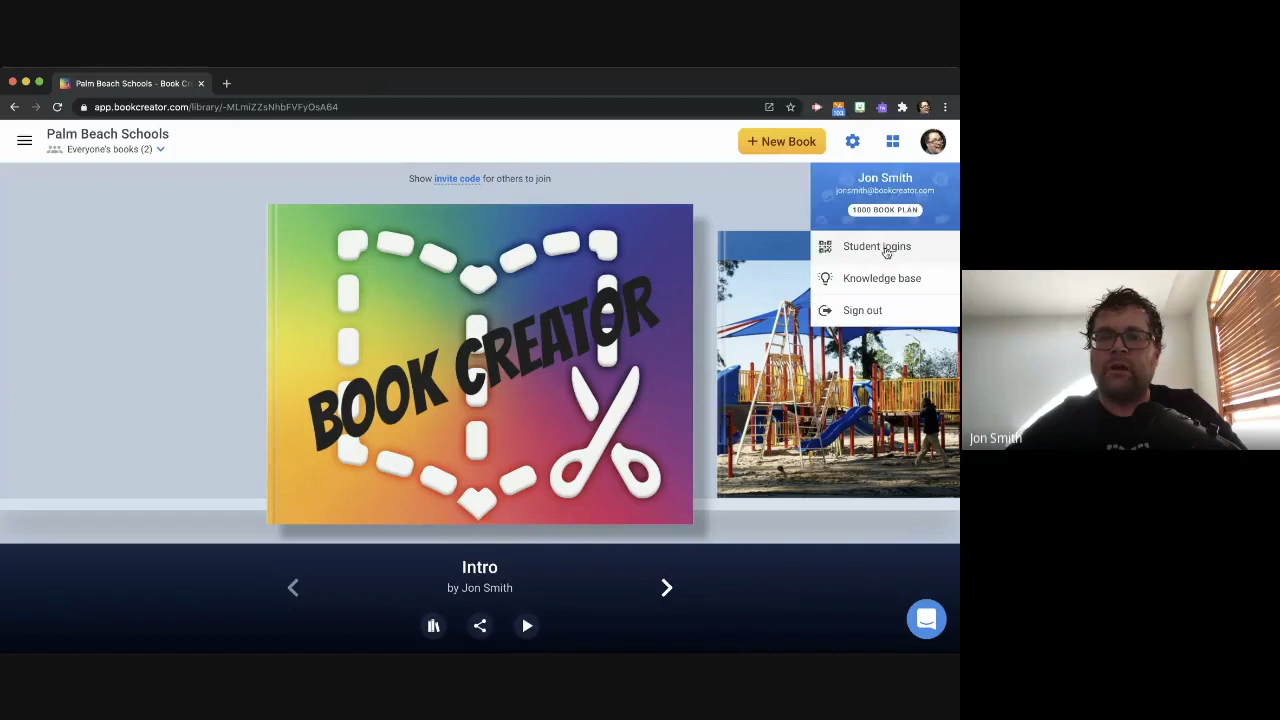 Palm Beach Schools - Book Cr
app.bookcreator.com/library/-MLmiZZsNhbFVFyOsA64
103
Palm Beach Schools
Everyone's books (2)
+ New Book
Show invite code for others to join
Jon Smith
jonsmith@bookcreator.com
1000 BOOK PLAN
Student logins
Knowledge base
Sign out
BOOK CREATOR
Jon Smith
Intro
by Jon Smith